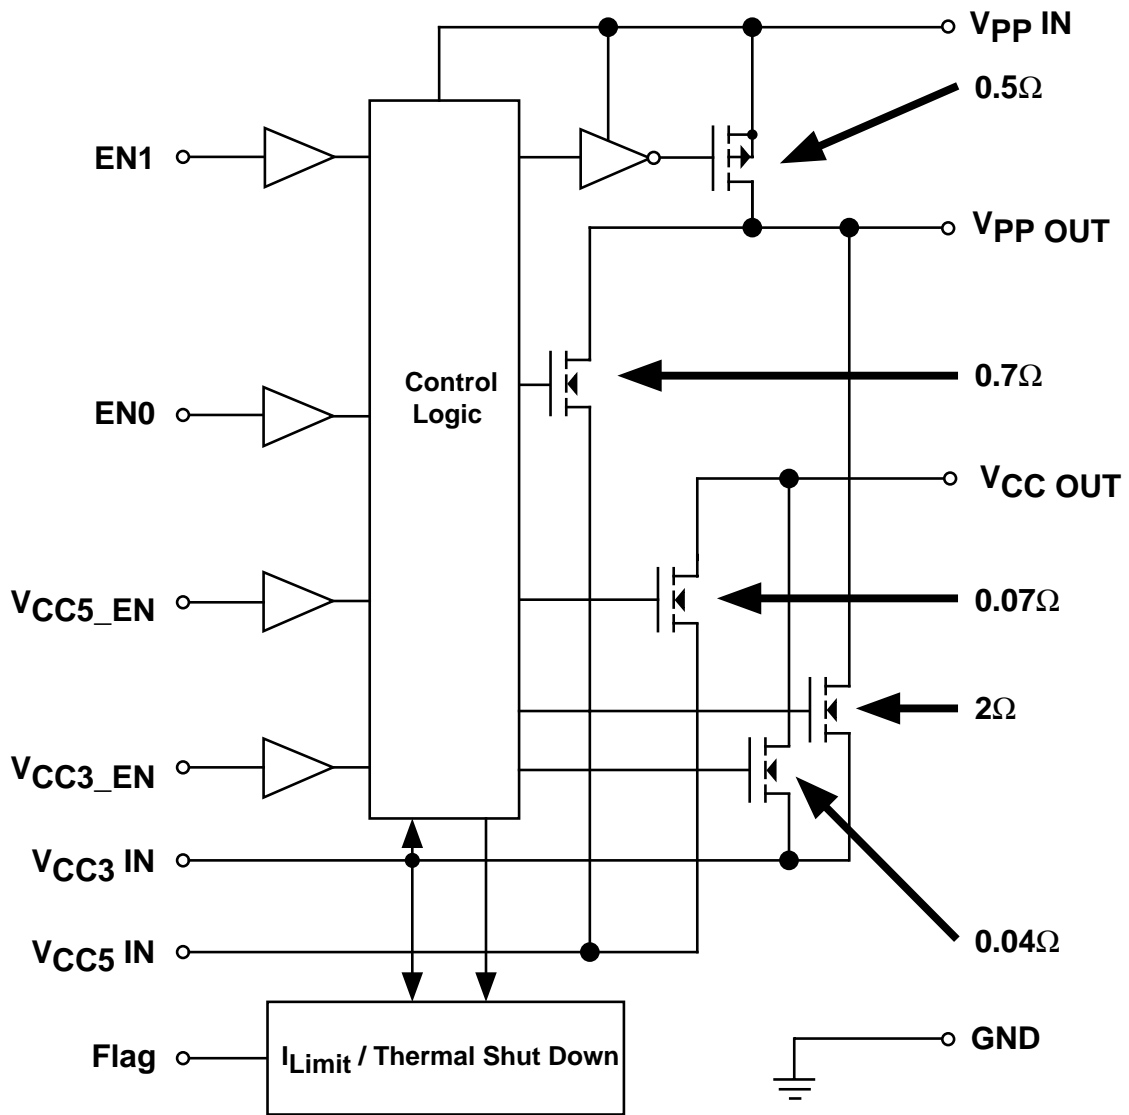 VPP IN
0.5Ω
EN1
VPP OUT
Control
Logic
0.7Ω
EN0
VCC OUT
VCC5_EN
0.07Ω
2Ω
VCC3_EN
VCC3 IN
VCC5 IN
0.04Ω
Flag
ILimit / Thermal Shut Down
GND